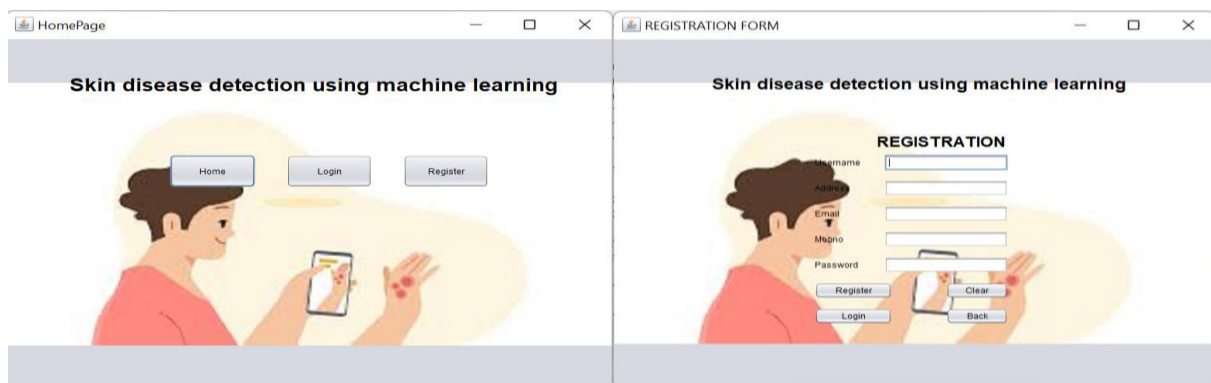 HomePage
Skin disease detection using machine learning
Home Login Register
REGISTRATION FORM
Skin disease detection using machine learning
REGISTRATION
Username
Address
Email
Mobno
Password
Register Clear
Login Back